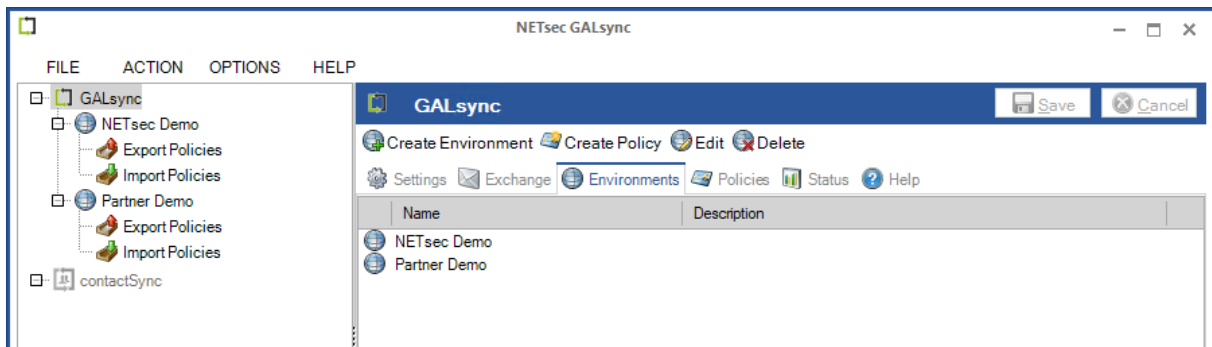 NETsec GALsync
FILE ACTION OPTIONS HELP
GALsync
NETsec Demo
Export Policies
Import Policies
Partner Demo
Export Policies
Import Policies
contactSync
GALsync Save Cancel
Create Environment Create Policy Edit Delete
Settings Exchange Environments Policies Status Help
Name Description
NETsec Demo
Partner Demo